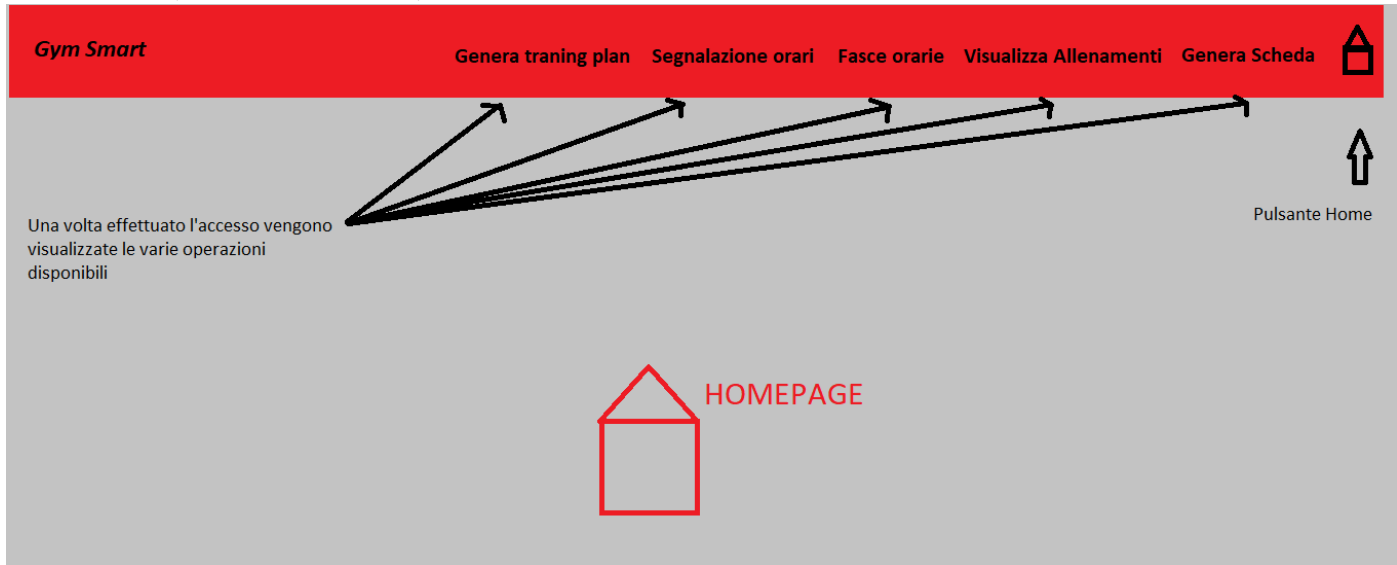 Gym Smart
Genera traning plan Segnalazione orari Fasce orarie Visualizza Allenamenti Genera Scheda
Una volta effettuato l'accesso vengono
visualizzate le varie operazioni
disponibili
Pulsante Home
HOMEPAGE